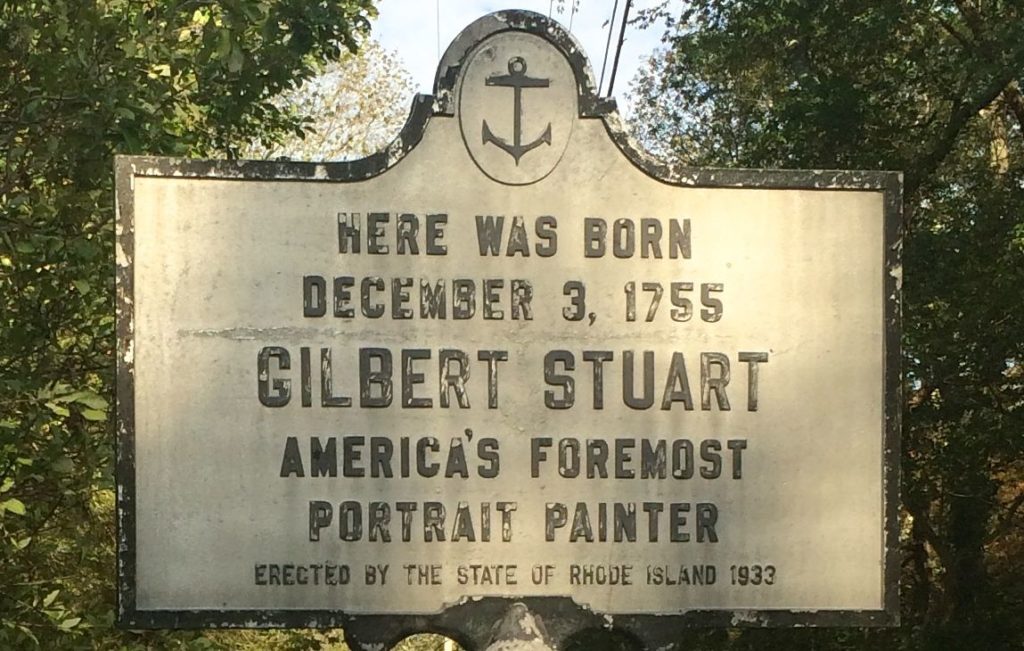 HERE WAS BORN
DECEMBER 3, 1755
GILBERT STUART
AMERICA'S FOREMOST
PORTRAIT PAINTER
ERECTED BY THE STATE OF RHODE ISLAND 1933